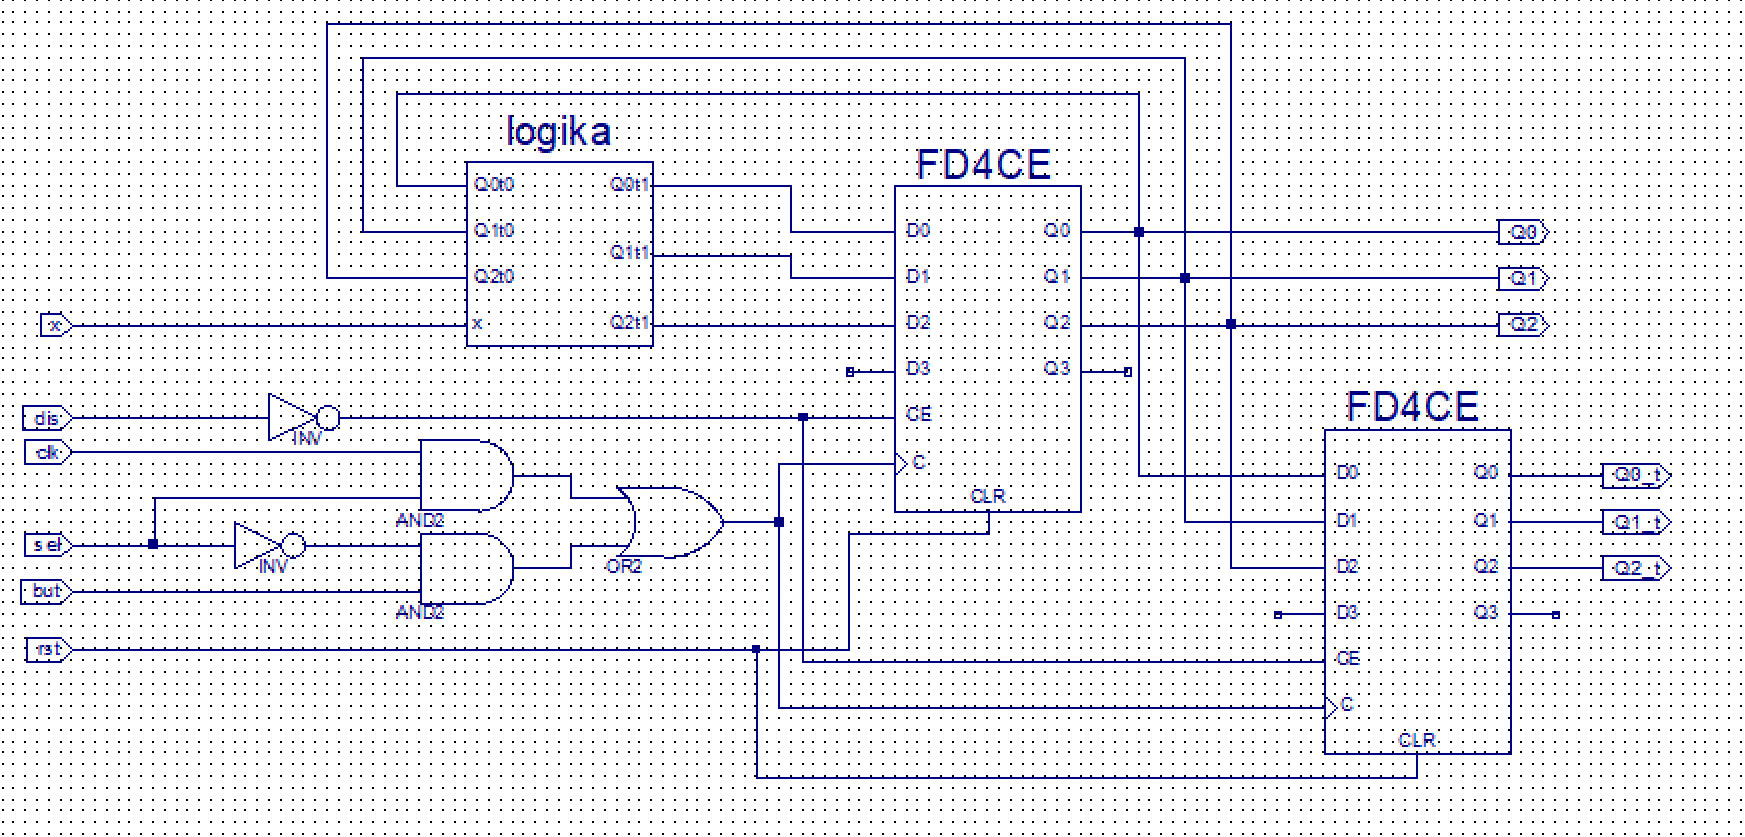 logika
Q0t0
Q0t1
Q1t0
Q1t1
Q2t0
x
x
Q2t1
FD4CE
D0
Q0
D1
Q1
D2
Q2
D3
Q3
CE
C
CLR
Q0
Q1
Q2
dis
INV
clk
AND2
sel
INV
but
AND2
OR2
rst
FD4CE
D0
Q0
D1
Q1
D2
Q2
D3
Q3
CE
C
CLR
Q0_t
Q1_t
Q2_t